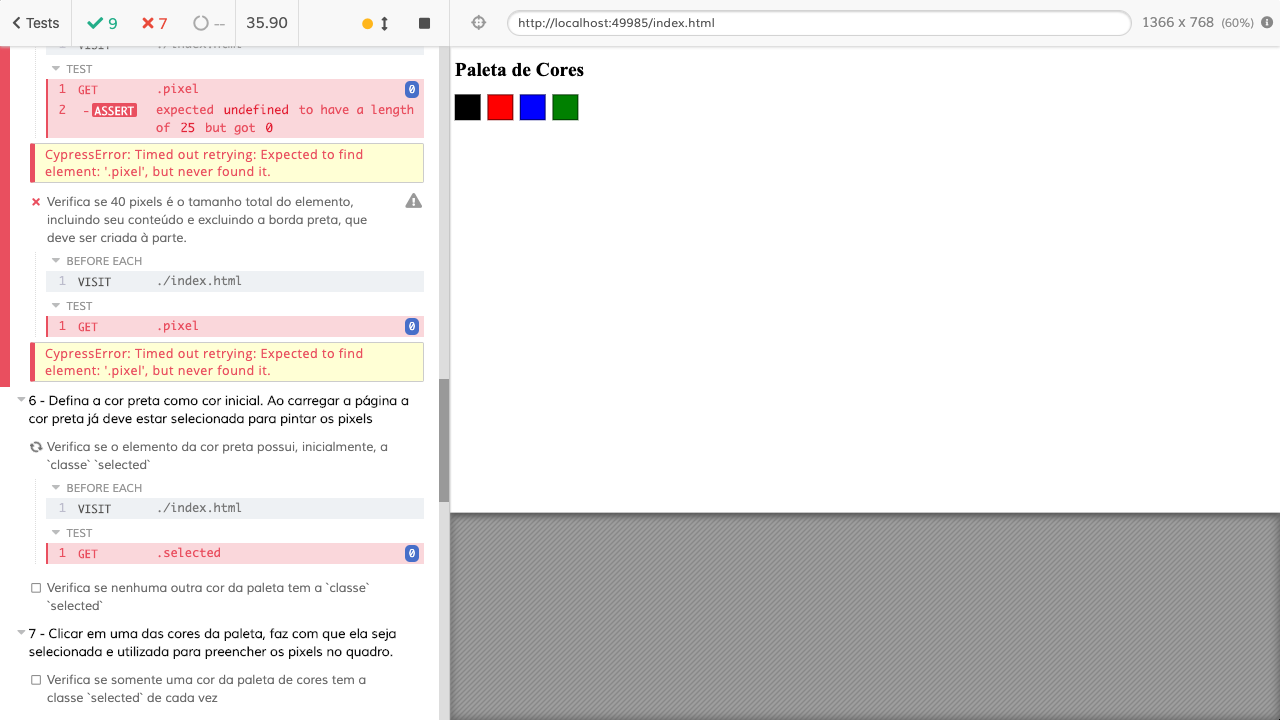 Tests
9
7
--
35.90
http://localhost:49985/index.html
1366 x 768 (60%)
1 VISIT ./index.html
TEST
1 GET .pixel 0
2 -ASSERT expected undefined to have a length
of 25 but got 0
CypressError: Timed out retrying: Expected to find
element: '.pixel', but never found it.
Verifica se 40 pixels é o tamanho total do elemento,
incluindo seu conteúdo e excluindo a borda preta, que
deve ser criada à parte.
BEFORE EACH
1 VISIT ./index.html
TEST
1 GET .pixel 0
CypressError: Timed out retrying: Expected to find
element: '.pixel', but never found it.
6 - Defina a cor preta como cor inicial. Ao carregar a página a
cor preta já deve estar selecionada para pintar os pixels
Verifica se o elemento da cor preta possui, inicialmente, a
`classe` `selected`
BEFORE EACH
1 VISIT ./index.html
TEST
1 GET .selected 0
Verifica se nenhuma outra cor da paleta tem a `classe`
`selected`
7 - Clicar em uma das cores da paleta, faz com que ela seja
selecionada e utilizada para preencher os pixels no quadro.
Verifica se somente uma cor da paleta de cores tem a
classe `selected` de cada vez
Paleta de Cores